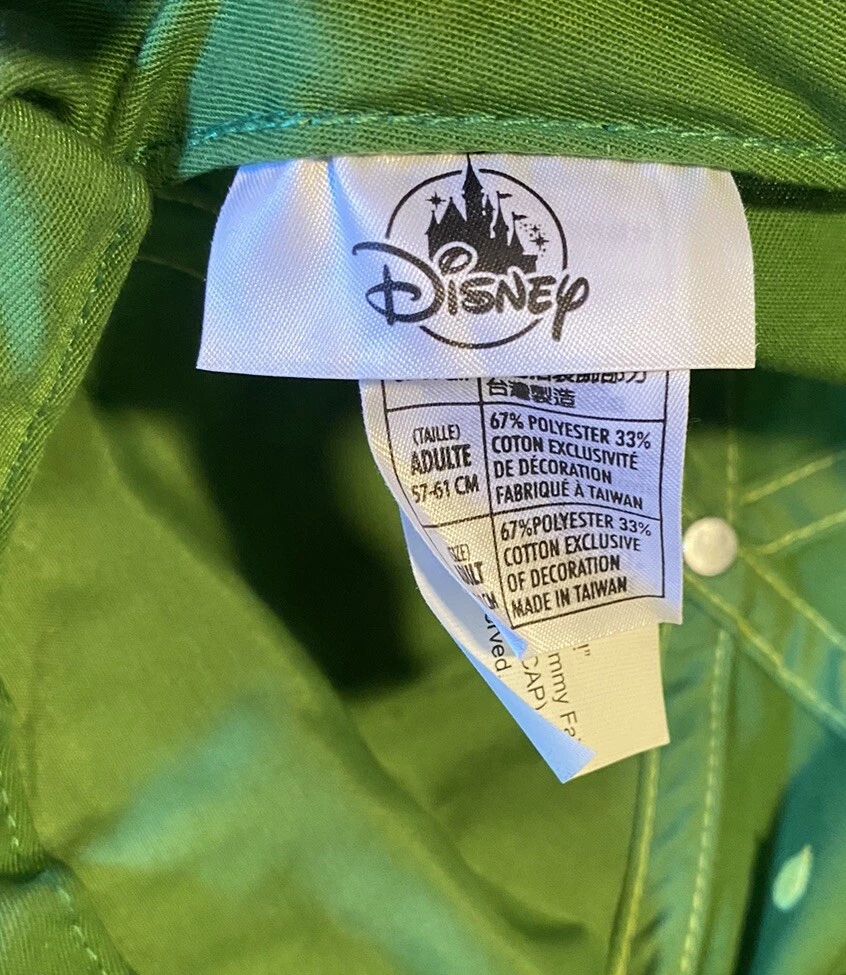 Disney
台灣製造
(TAILLE)
ADULTE
57-61 CM
67% POLYESTER 33%
COTON EXCLUSIVITÉ
DE DÉCORATION
FABRIQUÉ À TAIWAN
67%POLYESTER 33%
COTTON EXCLUSIVE
OF DECORATION
MADE IN TAIWAN
CAP)